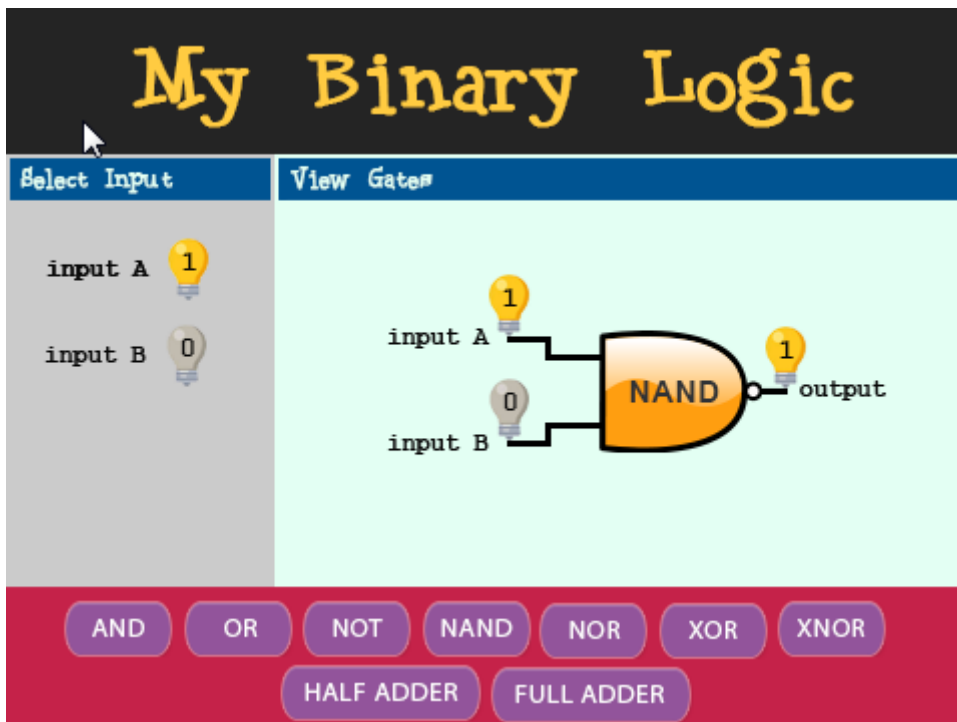 My Binary Logic
Select Input
input A 1
input B 0
View Gates
1
input A
0
input B
NAND
1
output
AND OR NOT NAND NOR XOR XNOR
HALF ADDER FULL ADDER